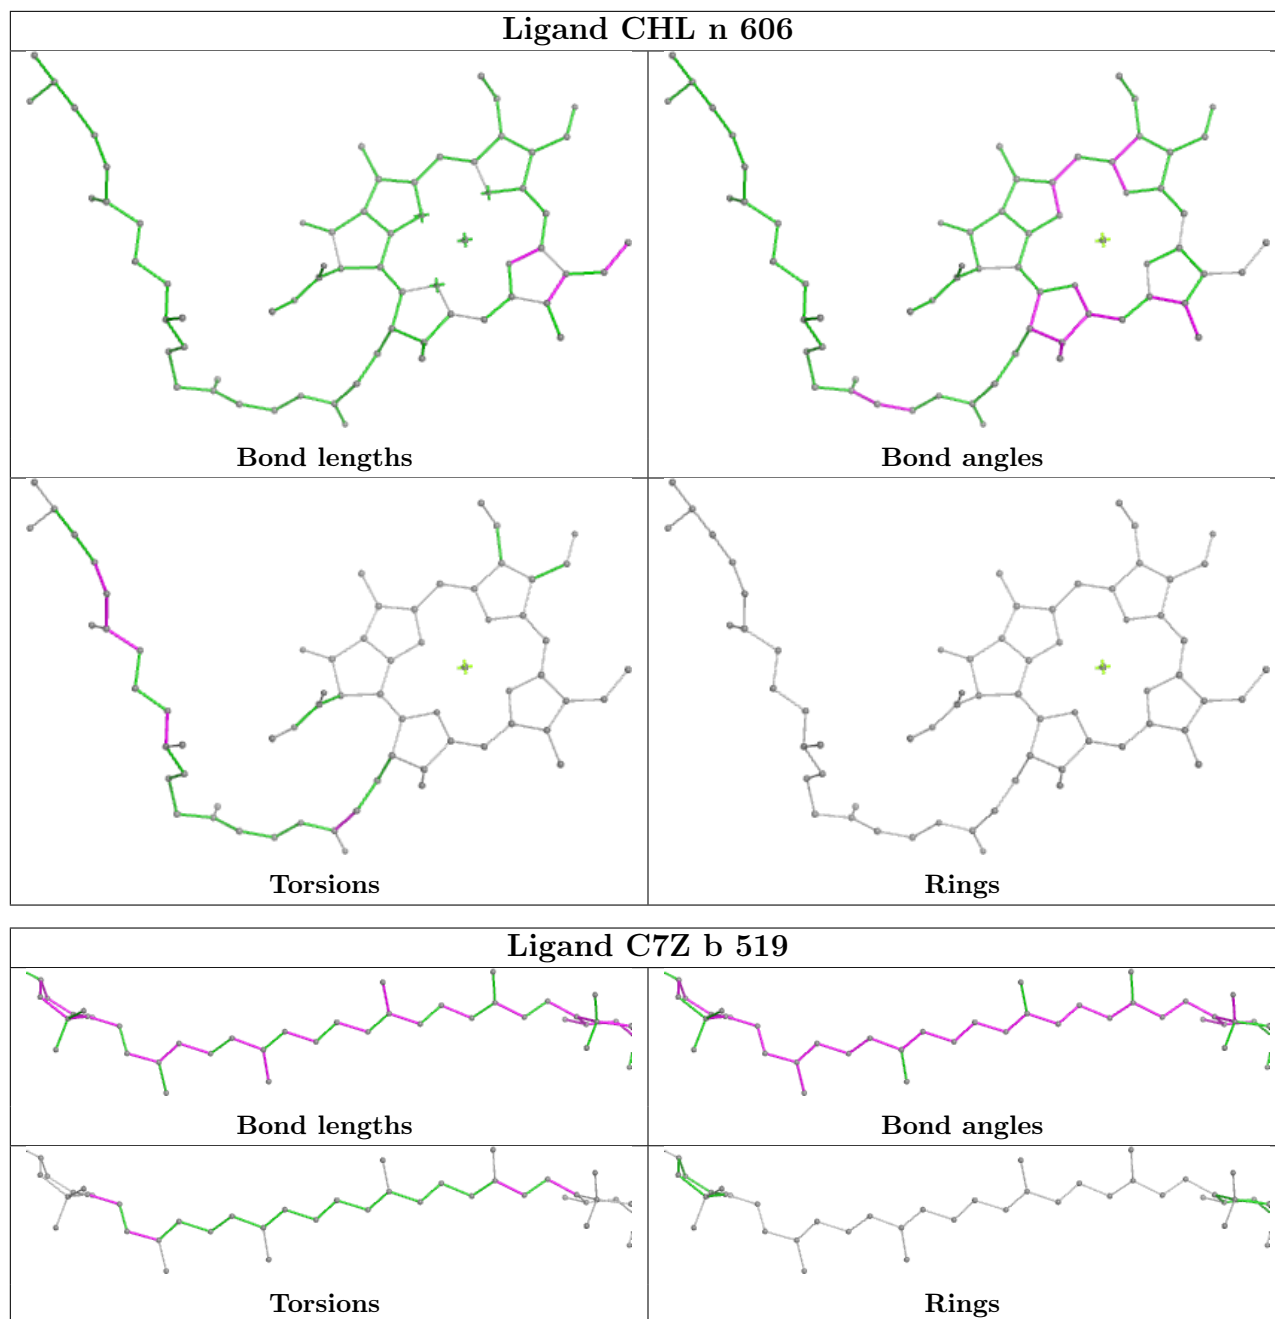 Ligand CHL n 606
Bond lengths
Bond angles
Torsions
Rings
Ligand C7Z b 519
Bond lengths
Bond angles
Torsions
Rings